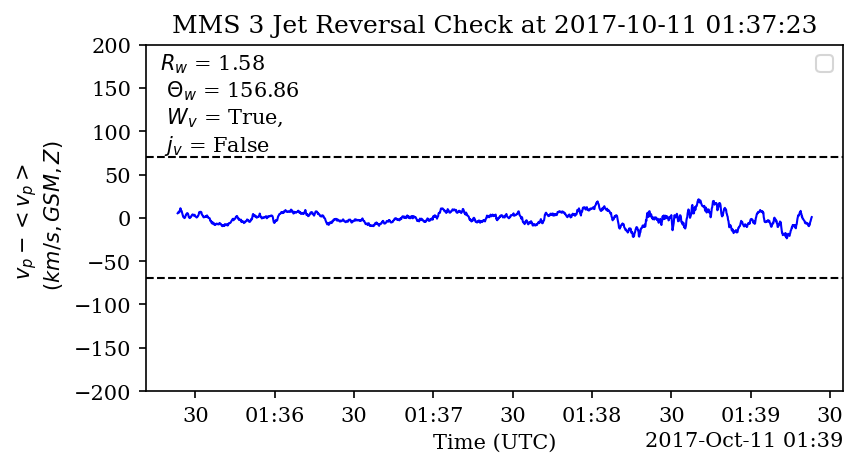 MMS 3 Jet Reversal Check at 2017-10-11 01:37:23
R_w = 1.58
Θ_w = 156.86
W_v = True,
j_v = False
v_p - < v_p >
(km/s, GSM, Z)
200
150
100
50
0
−50
−100
−150
−200
30 01:36 30 01:37 30 01:38 30 01:39 30
Time (UTC)
2017-Oct-11 01:39